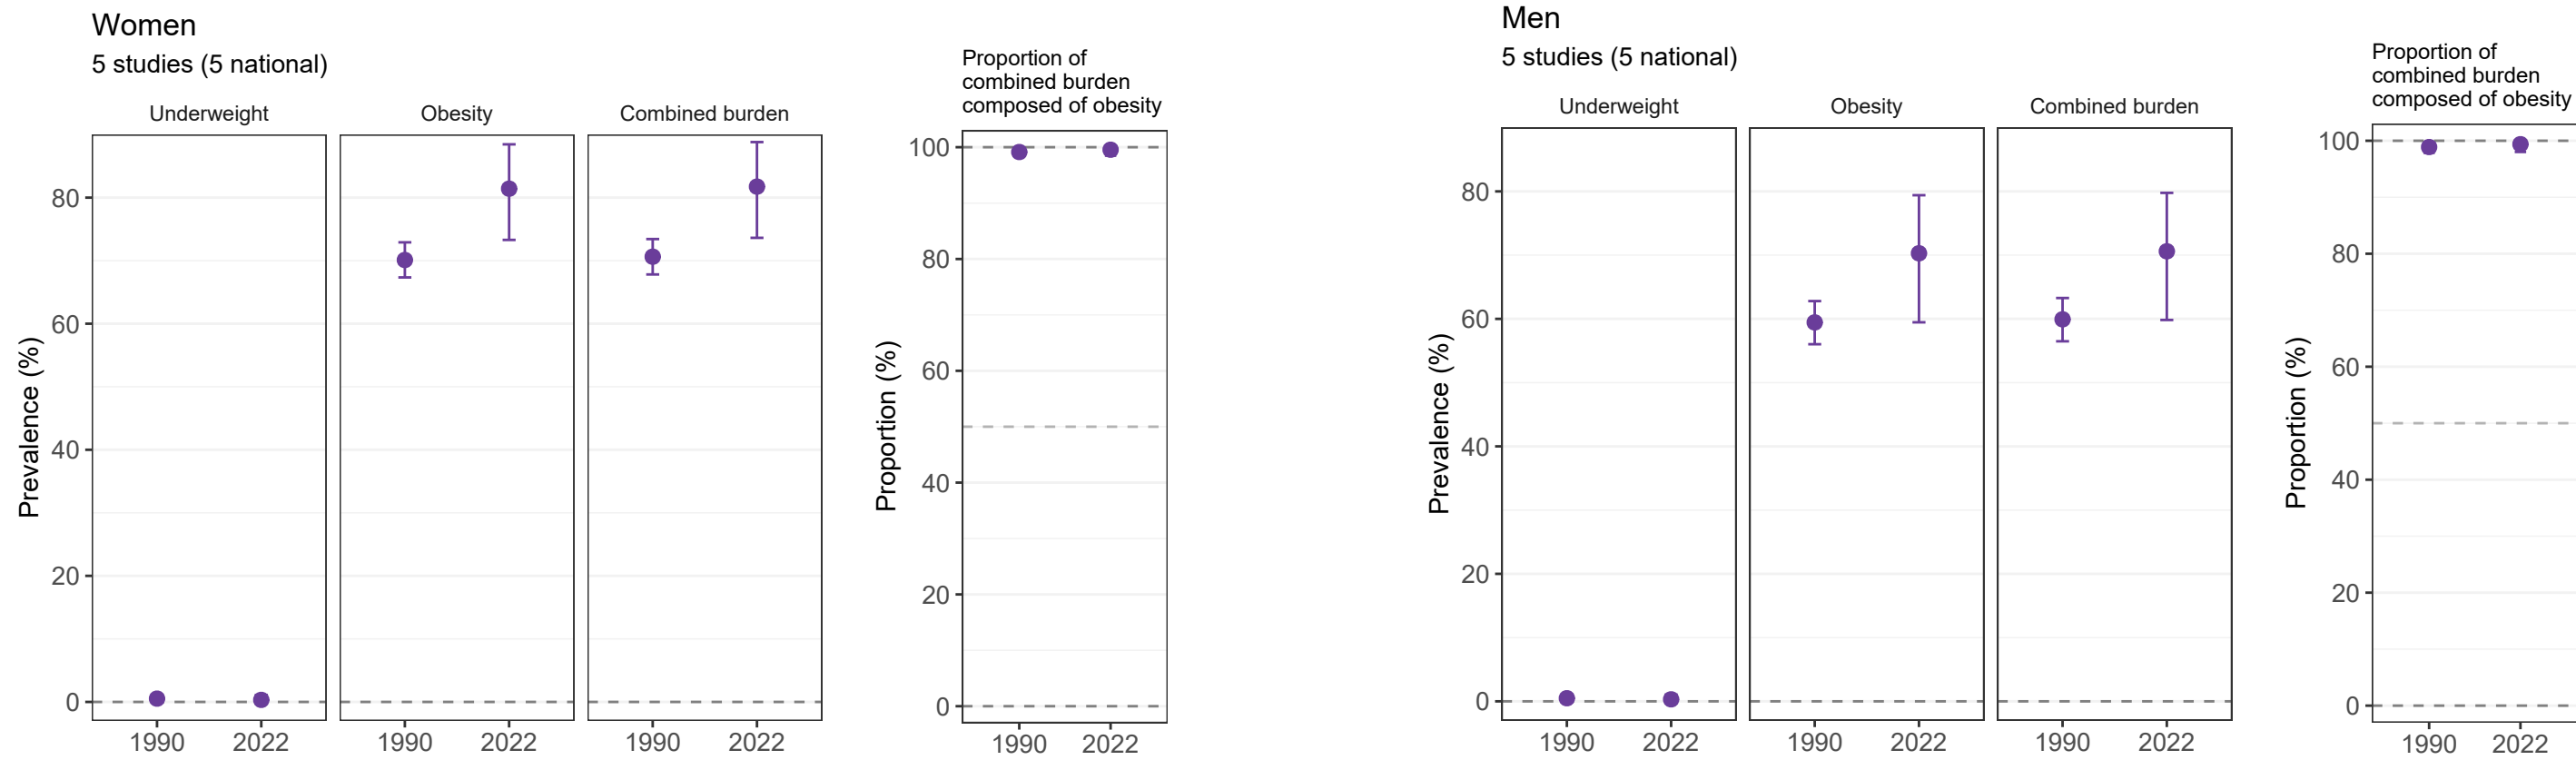 Women
5 studies (5 national)
Underweight
Obesity
Combined burden
Prevalence (%)
80
60
40
20
0
1990 2022
1990 2022
1990 2022
Proportion of
combined burden
composed of obesity
Proportion (%)
100
80
60
40
20
0
1990 2022
Men
5 studies (5 national)
Underweight
Obesity
Combined burden
Prevalence (%)
80
60
40
20
0
1990 2022
1990 2022
1990 2022
Proportion of
combined burden
composed of obesity
Proportion (%)
100
80
60
40
20
0
1990 2022